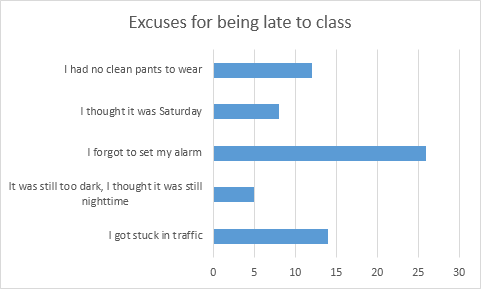 Excuses for being late to class
I had no clean pants to wear
I thought it was Saturday
I forgot to set my alarm
It was still too dark, I thought it was still
nighttime
I got stuck in traffic
0 5 10 15 20 25 30